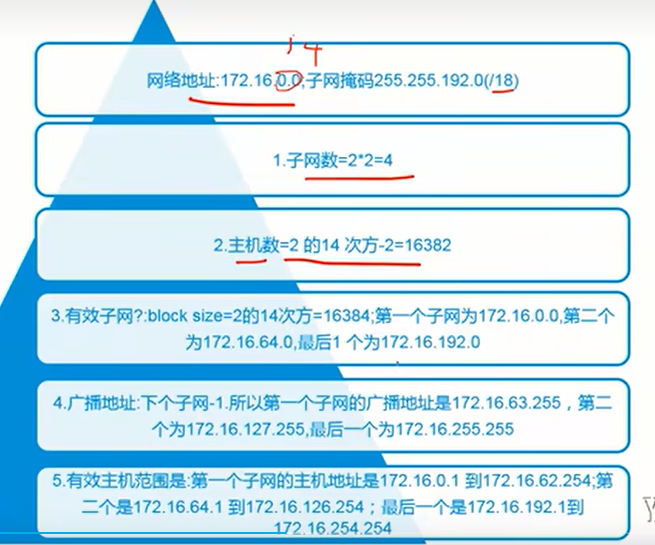 14
网络地址:172.16.0.0;子网掩码255.255.192.0(/18)
1.子网数=2*2=4
2.主机数=2 的14 次方-2=16382
3.有效子网?:block size=2的14次方=16384;第一个子网为172.16.0.0,第二个
为172.16.64.0,最后1 个为172.16.192.0
4.广播地址:下个子网-1.所以第一个子网的广播地址是172.16.63.255，第二
个为172.16.127.255,最后一个为172.16.255.255
5.有效主机范围是:第一个子网的主机地址是172.16.0.1 到172.16.62.254;第
二个是172.16.64.1 到172.16.126.254；最后一个是172.16.192.1到
172.16.254.254